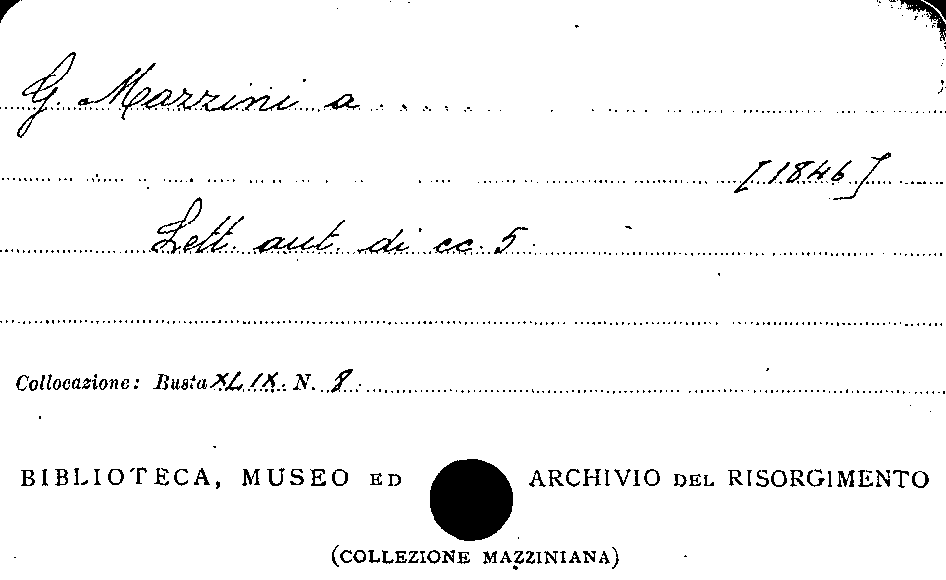 G. Mazzini a . . . . . .
[1846]
Lett. aut. di cc. 5.
Collocazione: Busta XLIX. N. 8
BIBLIOTECA, MUSEO ED ARCHIVIO DEL RISORGIMENTO
(COLLEZIONE MAZZINIANA)